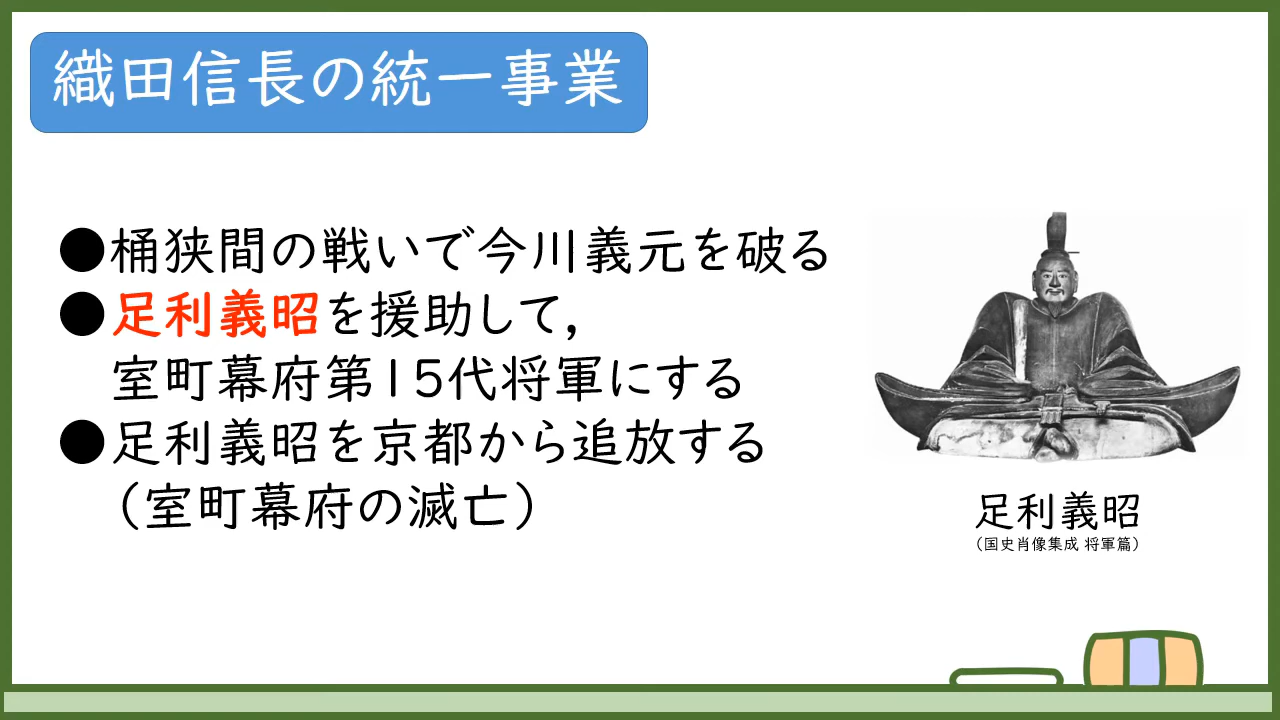 織田信長の統一事業
●桶狭間の戦いで今川義元を破る
●足利義昭を援助して，
室町幕府第15代将軍にする
●足利義昭を京都から追放する
（室町幕府の滅亡）
足利義昭
（国史肖像集成 将軍篇）